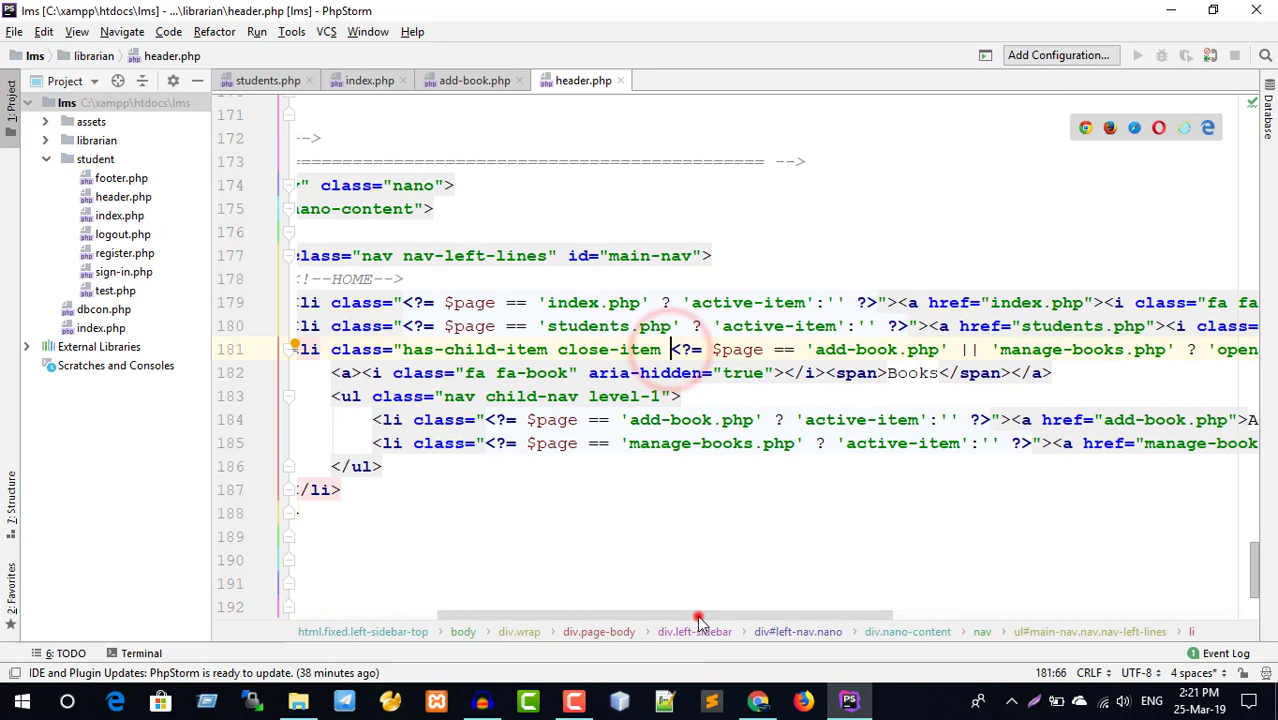 lms [C:\xampp\htdocs\lms] - ...\librarian\header.php [lms] - PhpStorm
File Edit View Navigate Code Refactor Run Tools VCS Window Help
lms librarian header.php Add Configuration...
Project students.php index.php add-book.php header.php
lms C:\xampp\htdocs\lms
assets
librarian
student
footer.php
header.php
index.php
logout.php
register.php
sign-in.php
test.php
dbcon.php
index.php
External Libraries
Scratches and Consoles
1: Project
7: Structure
2: Favorites
Database
171
172 -->
173 ============================================= -->
174 " class="nano">
175 nano-content">
176
177 class="nav nav-left-lines" id="main-nav">
178 <!--HOME-->
179 <li class="<?= $page == 'index.php' ? 'active-item':'' ?>"><a href="index.php"><i class="fa fa
180 <li class="<?= $page == 'students.php' ? 'active-item':'' ?>"><a href="students.php"><i class=
181 li class="has-child-item close-item <?= $page == 'add-book.php' || 'manage-books.php' ? 'open
182 <a><i class="fa fa-book" aria-hidden="true"></i><span>Books</span></a>
183 <ul class="nav child-nav level-1">
184 <li class="<?= $page == 'add-book.php' ? 'active-item':'' ?>"><a href="add-book.php">A
185 <li class="<?= $page == 'manage-books.php' ? 'active-item':'' ?>"><a href="manage-book
186 </ul>
187 </li>
188
189
190
191
192
html.fixed.left-sidebar-top body div.wrap div.page-body div.left-sidebar div#left-nav.nano div.nano-content nav ul#main-nav.nav.nav-left-lines li
6: TODO Terminal 1 Event Log
IDE and Plugin Updates: PhpStorm is ready to update. (38 minutes ago) 181:66 CRLF UTF-8 4 spaces*
ENG 2:21 PM
25-Mar-19